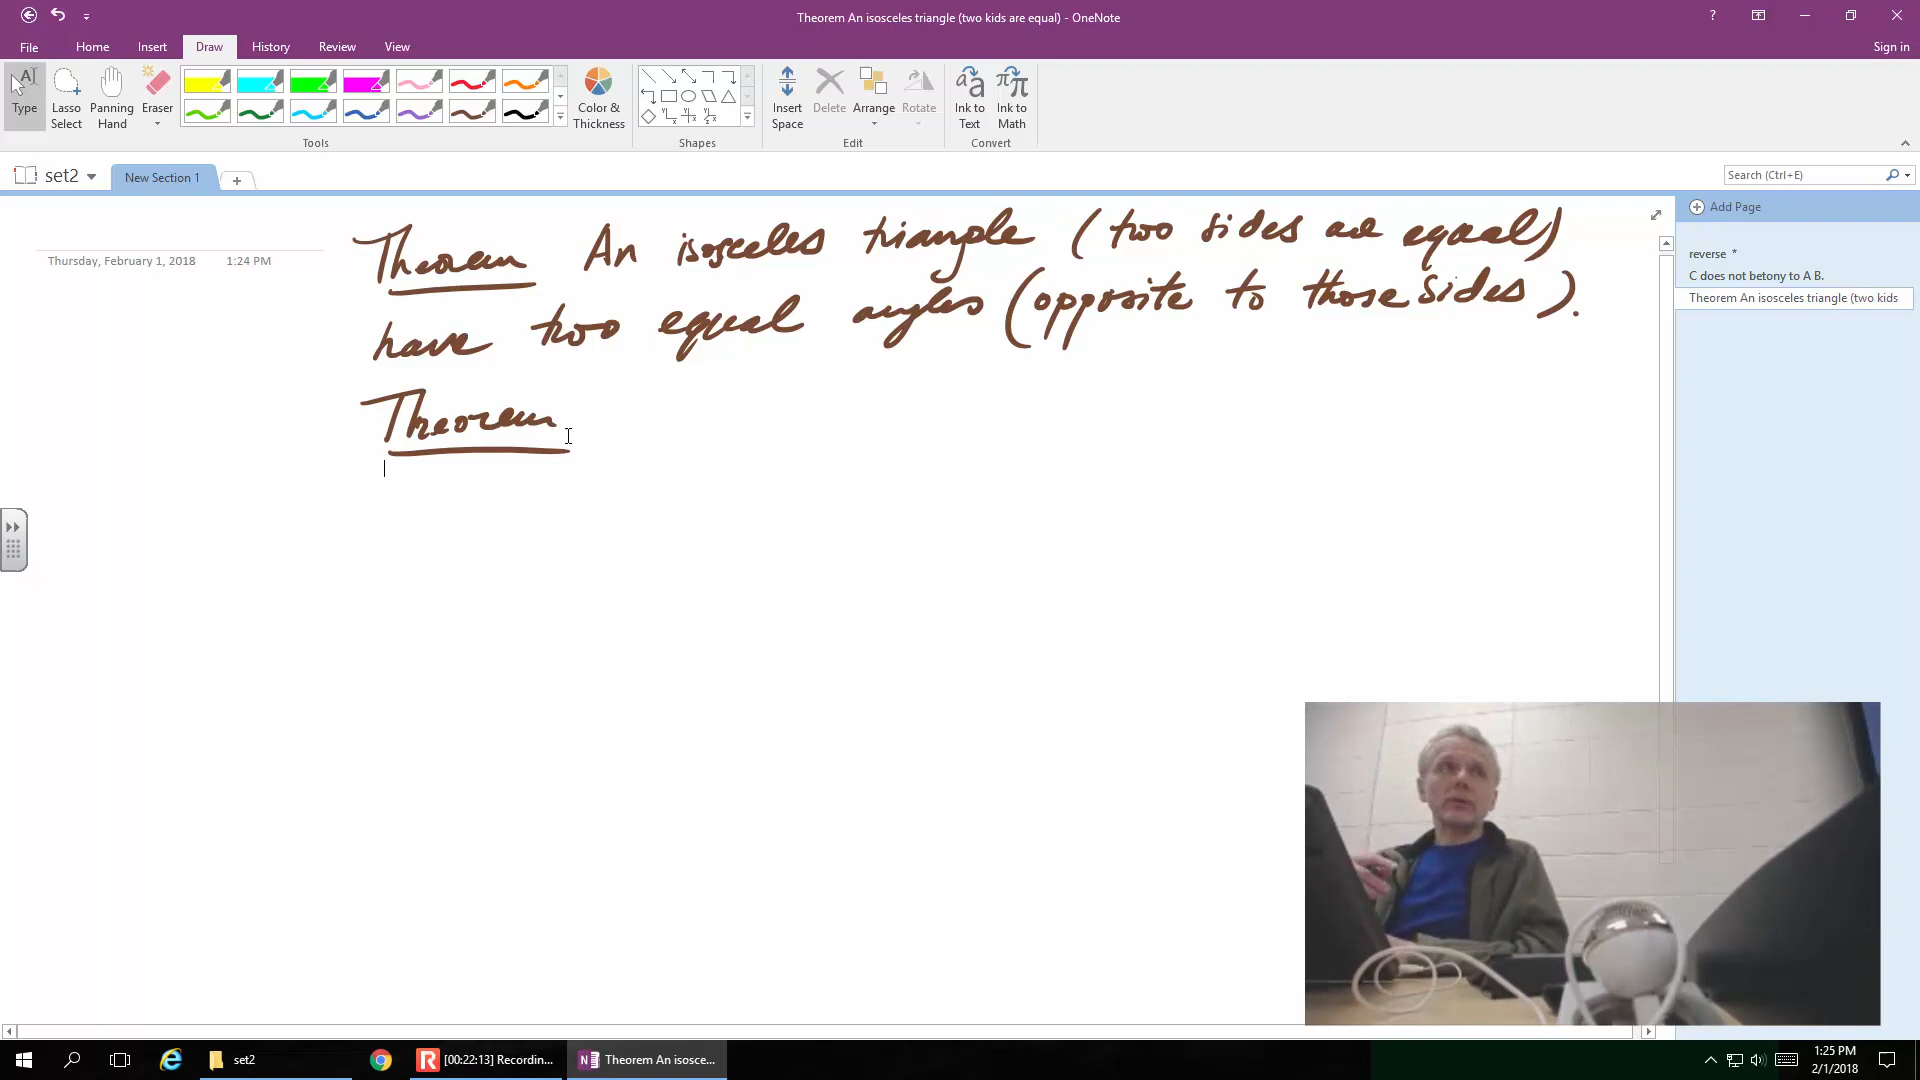 Theorem An isosceles triangle (two kids are equal) - OneNote
File Home Insert Draw History Review View Sign in
Type
Lasso Select
Panning Hand
Eraser
Color & Thickness
Insert Space
Delete
Arrange
Rotate
Ink to Text
Ink to Math
Tools Shapes Edit Convert
set2 New Section 1 Search (Ctrl+E)
Add Page
reverse *
C does not betony to A B.
Theorem An isosceles triangle (two kids
Thursday, February 1, 2018 1:24 PM
Theorem An isosceles triangle (two sides are equal)
have two equal angles (opposite to those sides).
Theorem
set2 [00:22:13] Recordin... Theorem An isosce... 1:25 PM
2/1/2018